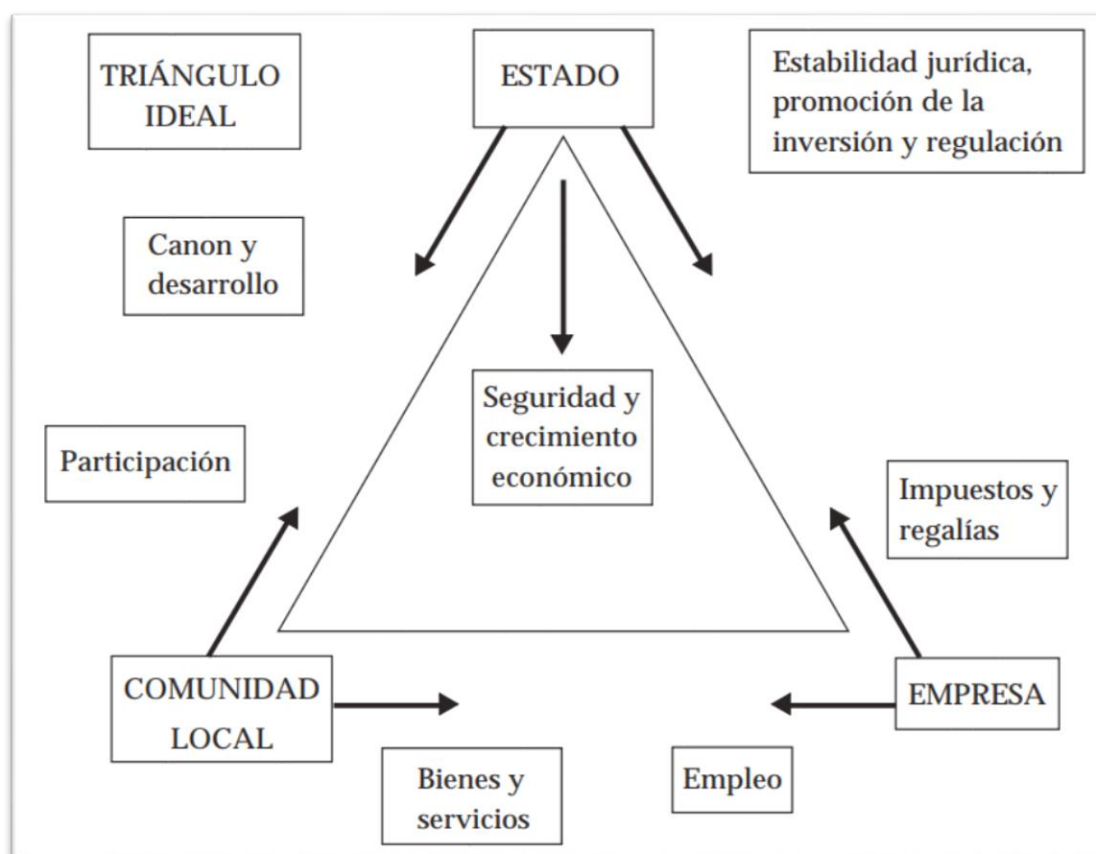 TRIÁNGULO
IDEAL
ESTADO
Estabilidad jurídica,
promoción de la
inversión y regulación
Canon y
desarrollo
Seguridad y
crecimiento
económico
Participación
Impuestos y
regalías
COMUNIDAD
LOCAL
EMPRESA
Bienes y
servicios
Empleo